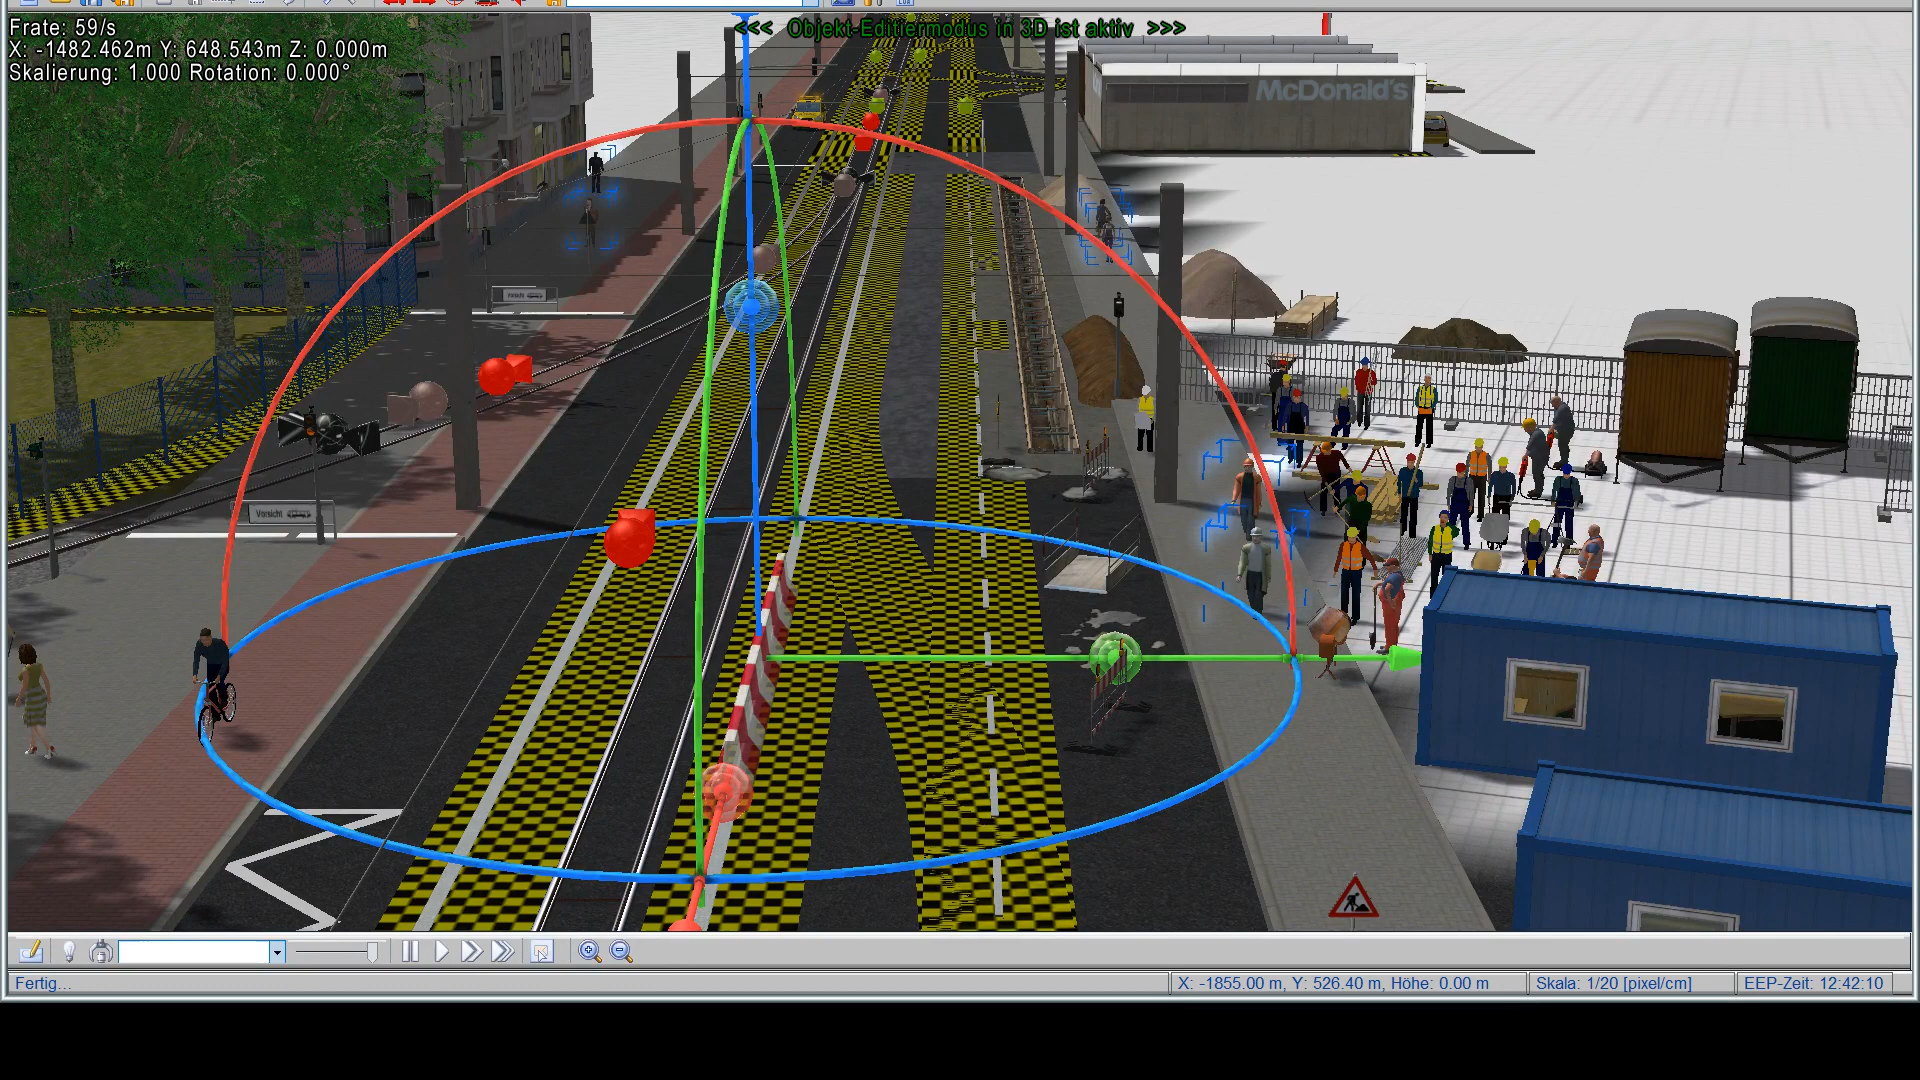 Frate: 59/s
X: -1482.462m Y: 648.543m Z: 0.000m
Skalierung: 1.000 Rotation: 0.000°
<<< Objekt-Editiermodus in 3D ist aktiv >>>
McDonald's
Vorsicht
Fertig...
X: -1855.00 m, Y: 526.40 m, Höhe: 0.00 m
Skala: 1/20 [pixel/cm]
EEP-Zeit: 12:42:10